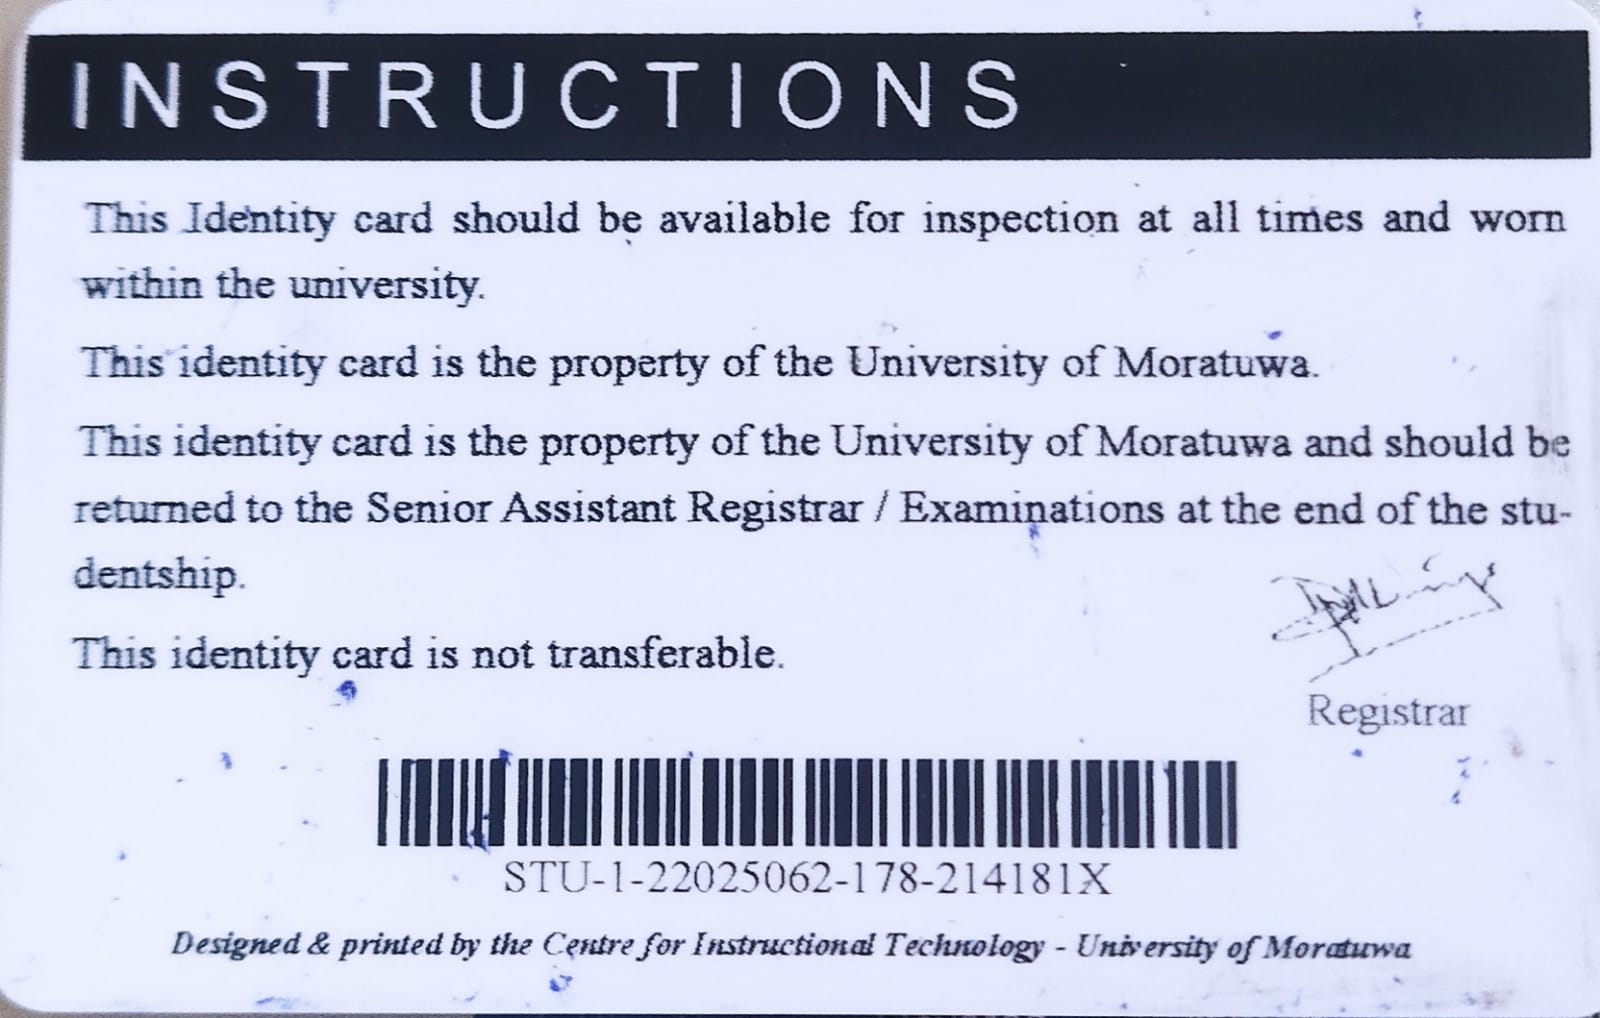 INSTRUCTIONS
This Identity card should be available for inspection at all times and worn
within the university.
This identity card is the property of the University of Moratuwa.
This identity card is the property of the University of Moratuwa and should be
returned to the Senior Assistant Registrar / Examinations at the end of the stu-
dentship.
This identity card is not transferable.
Registrar
STU-1-22025062-178-214181X
Designed & printed by the Centre for Instructional Technology - University of Moratuwa